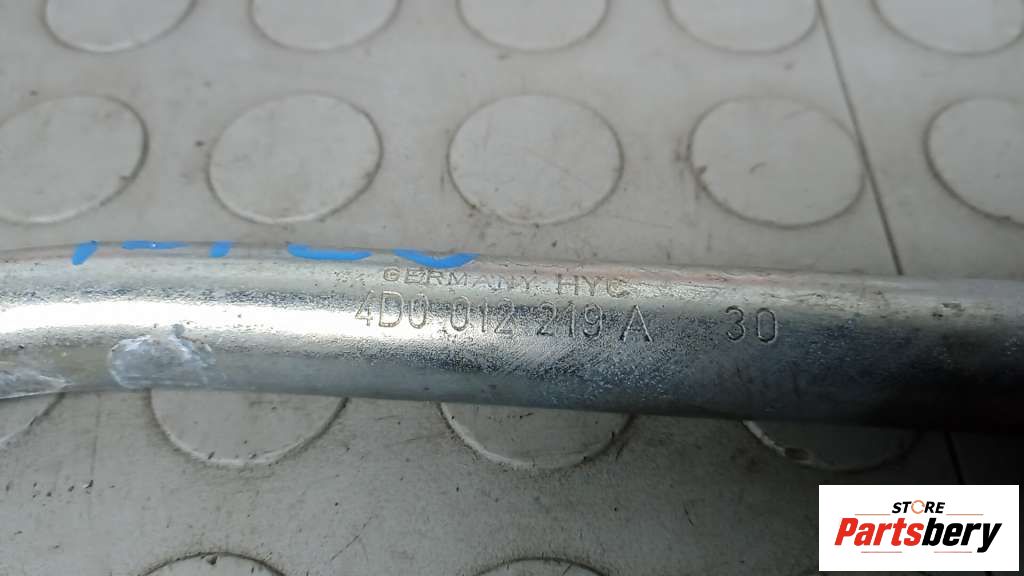 GERMANY HYC
4D0 012 219 A 30
STORE
Partsbery